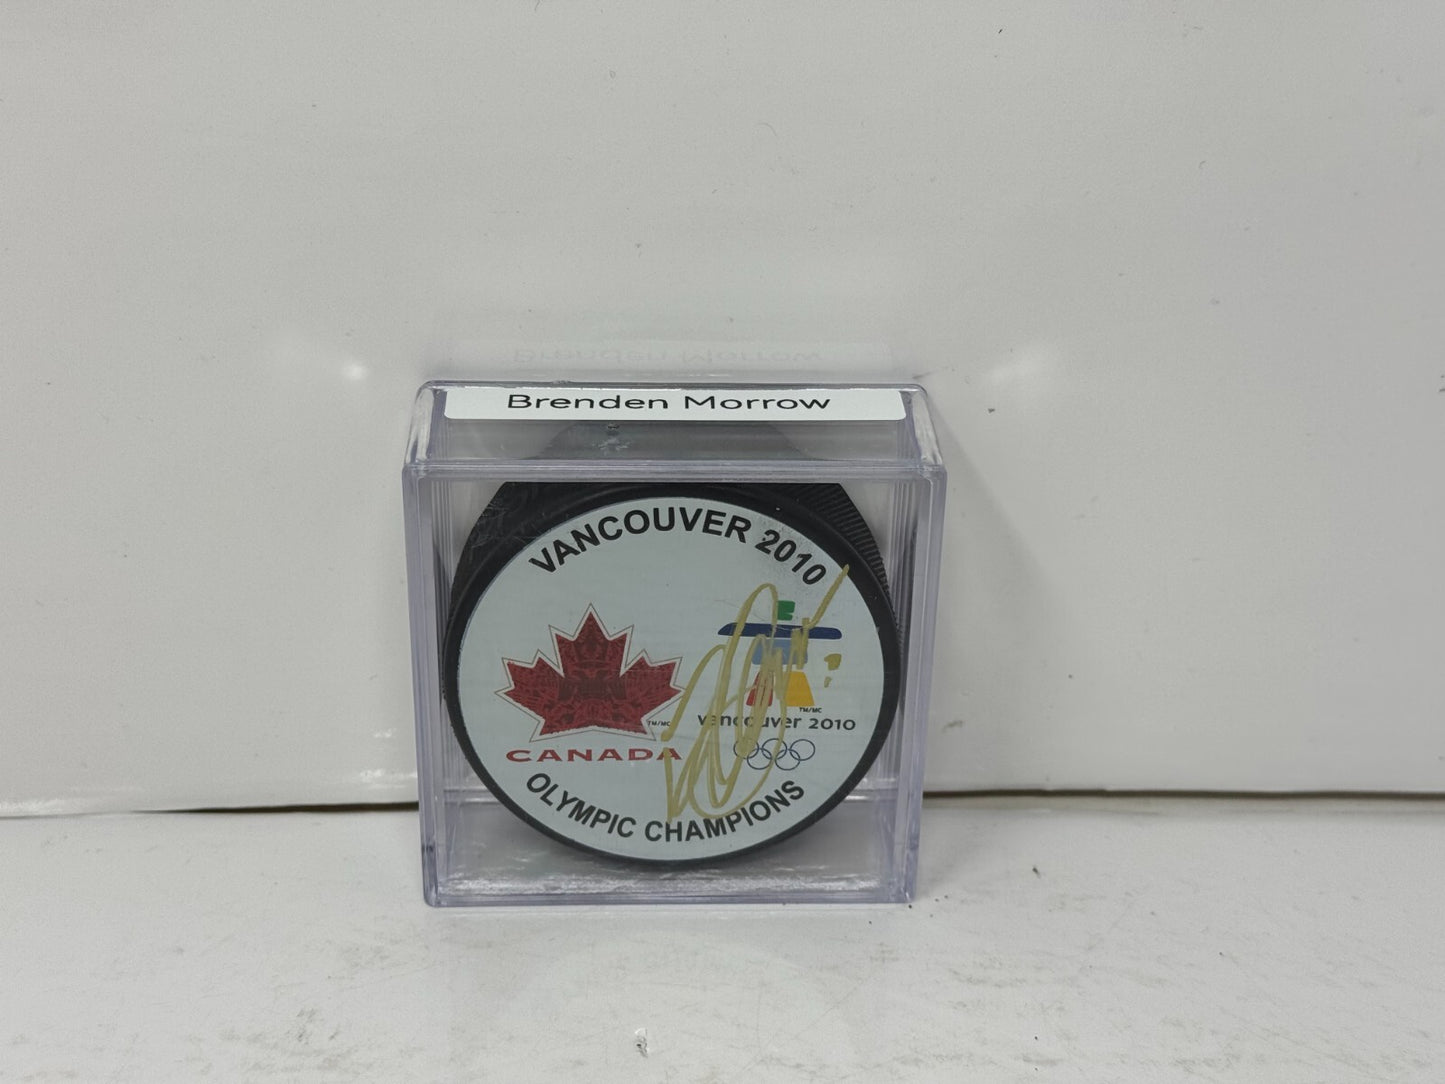 Brenden Morrow
VANCOUVER 2010
TM/MC
CANADA
TM/MC
vancouver 2010
OLYMPIC CHAMPIONS